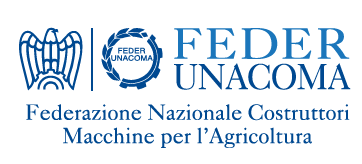 FEDER
UNACOMA
FEDER
UNACOMA
Federazione Nazionale Costruttori
Macchine per l'Agricoltura